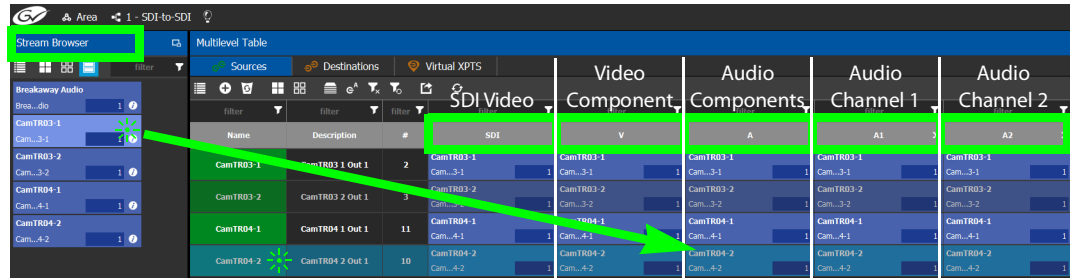 GV Area 1 - SDI-to-SDI
Stream Browser
Multilevel Table
filter
Sources Destinations Virtual XPTS
Breakaway Audio
Brea...dio 1
CamTR03-1
Cam...3-1 1
CamTR03-2
Cam...3-2 1
CamTR04-1
Cam...4-1 1
CamTR04-2
Cam...4-2 1
SDI Video
Video
Component
Audio
Components
Audio
Channel 1
Audio
Channel 2
filter filter filter filter filter filter filter filter
Name Description # SDI V A A1 A2
CamTR03-1 CamTR03 1 Out 1 2 CamTR03-1 CamTR03-1 CamTR03-1 CamTR03-1 CamTR03-1
Cam...3-1 1 Cam...3-1 1 Cam...3-1 1 Cam...3-1 1 Cam...3-1 1
CamTR03-2 CamTR03 2 Out 1 3 CamTR03-2 CamTR03-2 CamTR03-2 CamTR03-2 CamTR03-2
Cam...3-2 1 Cam...3-2 1 Cam...3-2 1 Cam...3-2 1 Cam...3-2 1
CamTR04-1 CamTR04 1 Out 1 11 CamTR04-1 CamTR04-1 CamTR04-1 CamTR04-1 CamTR04-1
Cam...4-1 1 Cam...4-1 1 Cam...4-1 1 Cam...4-1 1 Cam...4-1 1
CamTR04-2 CamTR04 2 Out 1 10 CamTR04-2 CamTR04-2 CamTR04-2 CamTR04-2 CamTR04-2
Cam...4-2 1 Cam...4-2 1 Cam...4-2 1 Cam...4-2 1 Cam...4-2 1